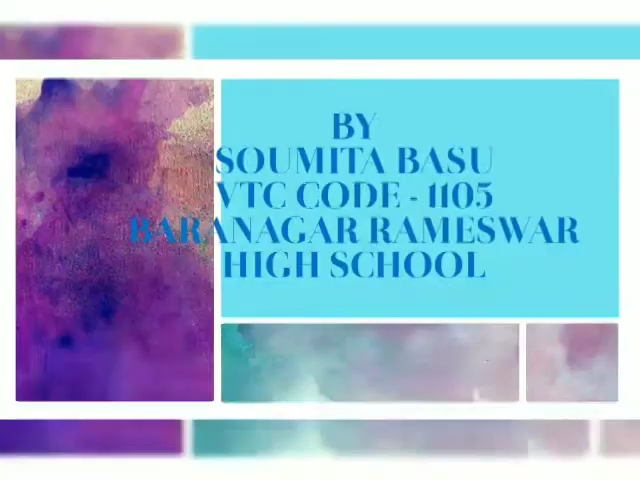 BY
SOUMITA BASU
VTC CODE - 1105
BARANAGAR RAMESWAR
HIGH SCHOOL